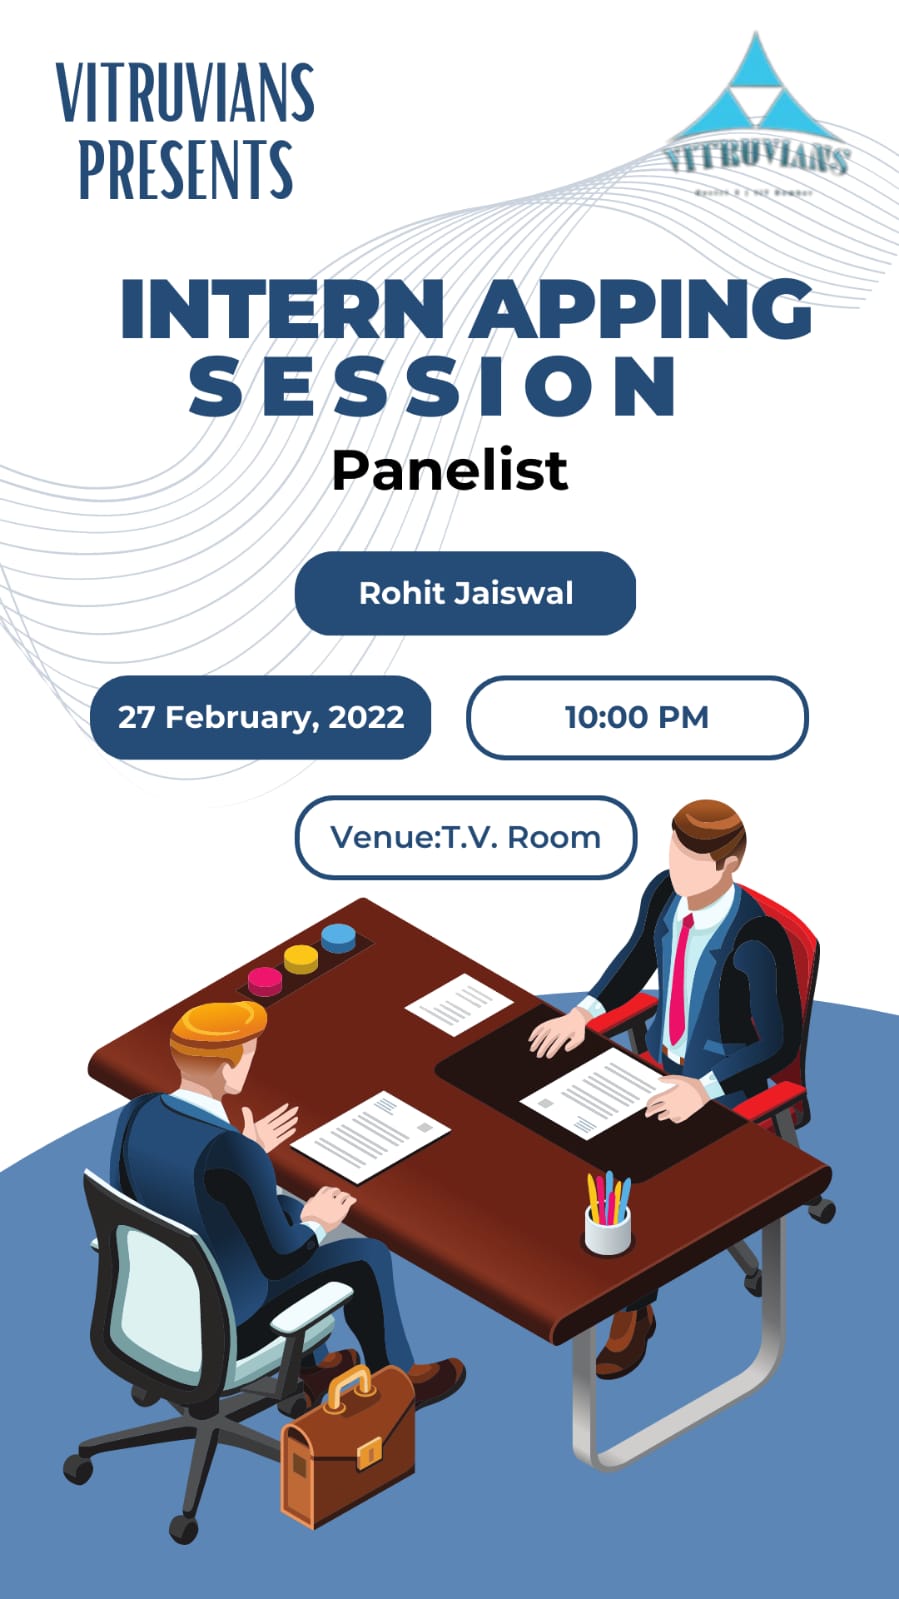 VITRUVIANS
PRESENTS
VITRUVIANS
INTERN APPING
SESSION
Panelist
Rohit Jaiswal
27 February, 2022
10:00 PM
Venue:T.V. Room